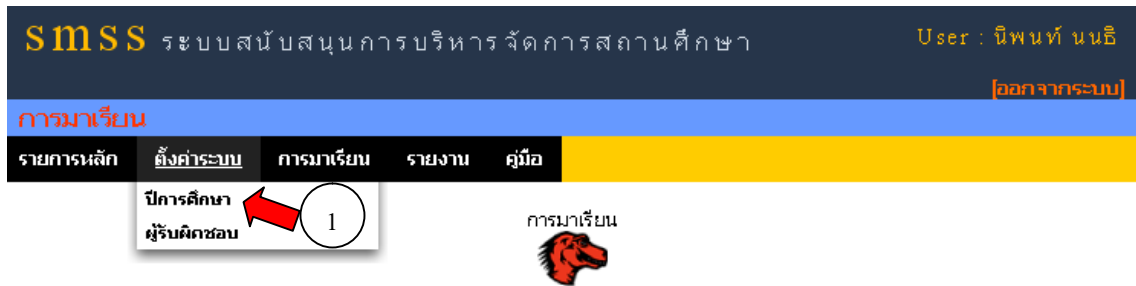 smss ระบบสนับสนุนการบริหารจัดการสถานศึกษา User : นิพนท์ นนธิ
[ออกจากระบบ]
การมาเรียน
รายการหลัก ตั้งค่าระบบ การมาเรียน รายงาน คู่มือ
ปีการศึกษา
1
ผู้รับผิดชอบ
การมาเรียน